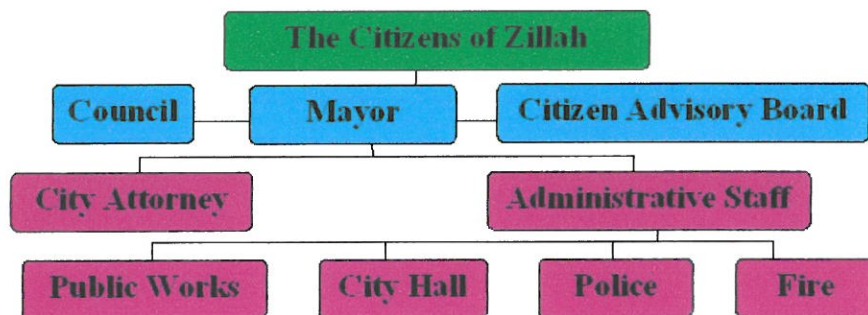 The Citizens of Zillah
Council
Mayor
Citizen Advisory Board
City Attorney
Administrative Staff
Public Works
City Hall
Police
Fire